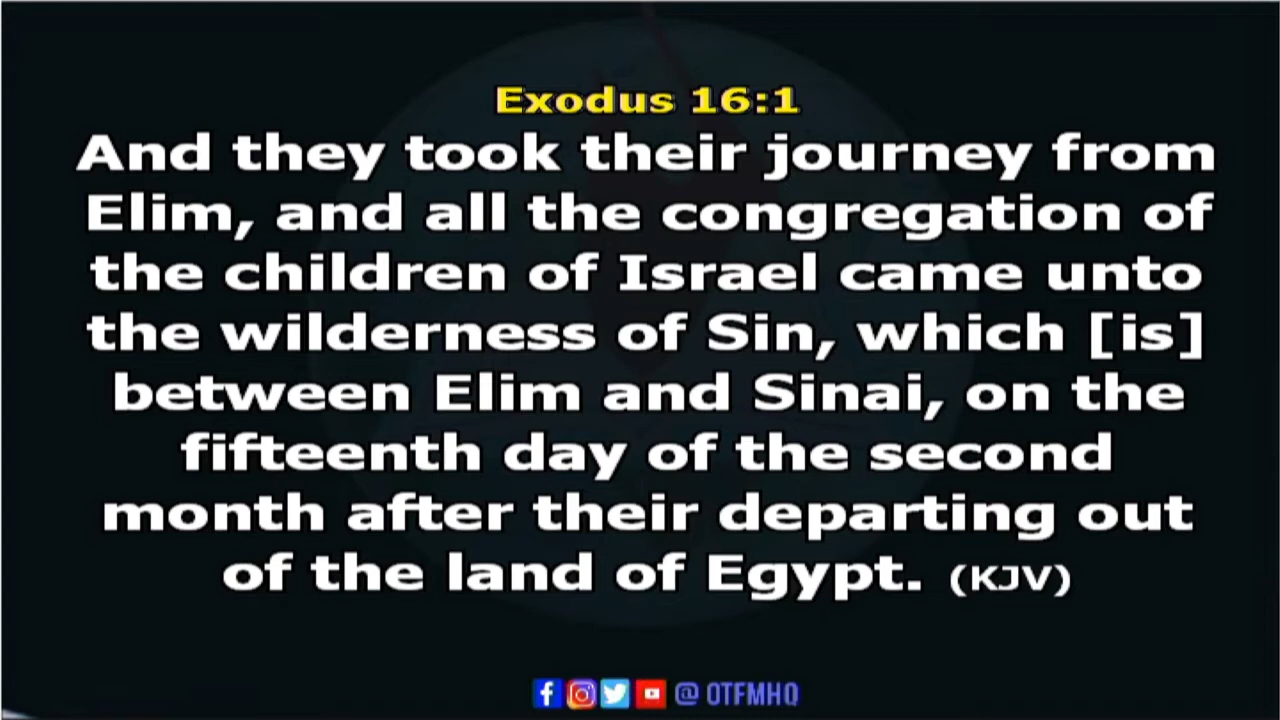 Exodus 16:1
And they took their journey from
Elim, and all the congregation of
the children of Israel came unto
the wilderness of Sin, which [is]
between Elim and Sinai, on the
fifteenth day of the second
month after their departing out
of the land of Egypt. (KJV)
@ OTFMHQ